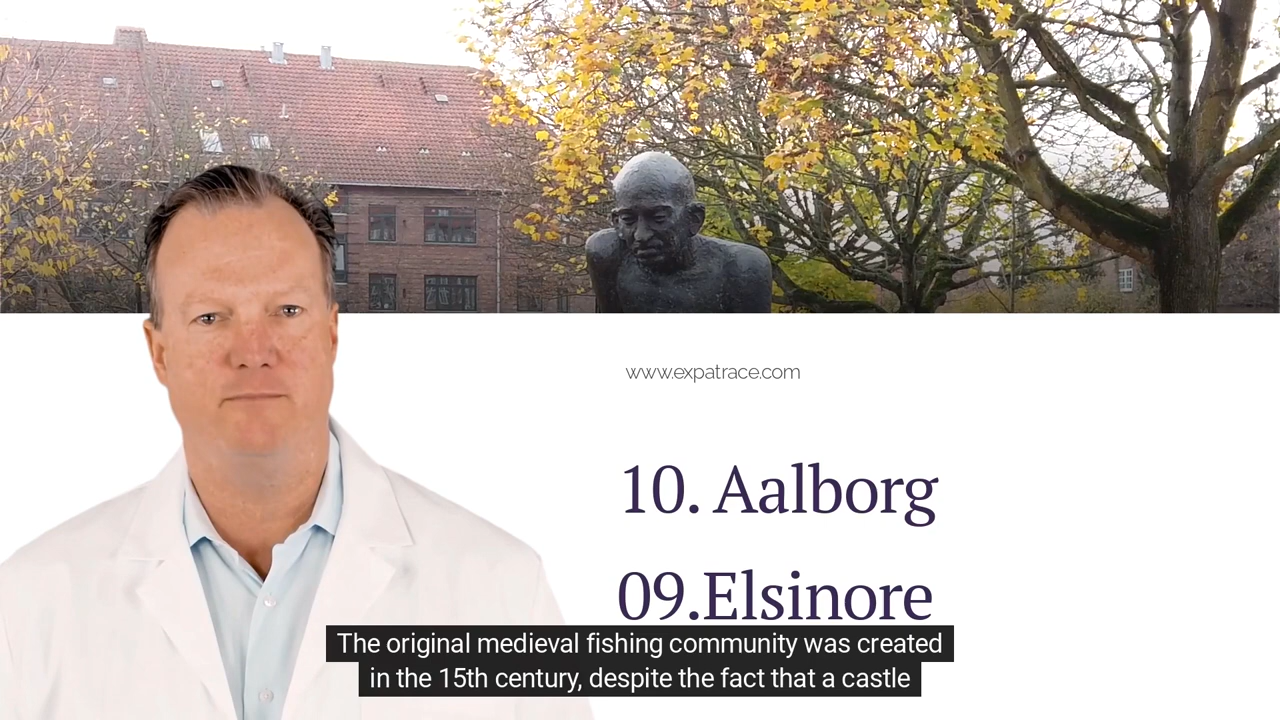 www.expatrace.com
10. Aalborg
09.Elsinore
The original medieval fishing community was created
in the 15th century, despite the fact that a castle